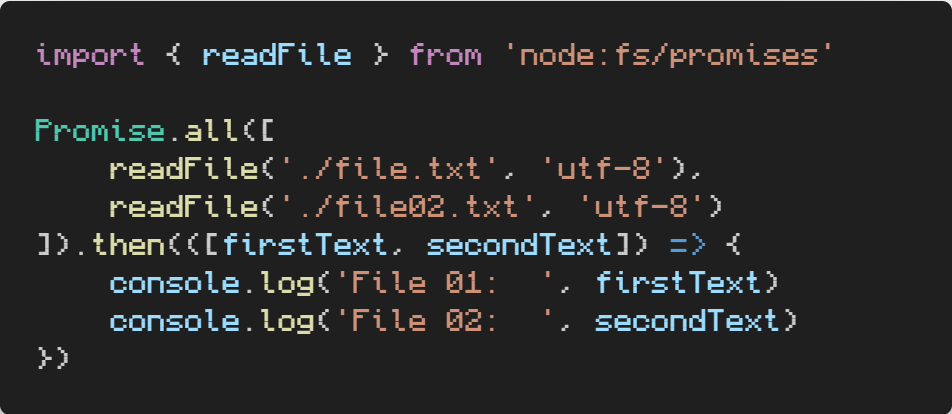 import { readFile } from 'node:fs/promises'

Promise.all([
    readFile('./file.txt', 'utf-8'),
    readFile('./file02.txt', 'utf-8')
]).then(([firstText, secondText]) => {
    console.log('File 01:  ', firstText)
    console.log('File 02:  ', secondText)
})